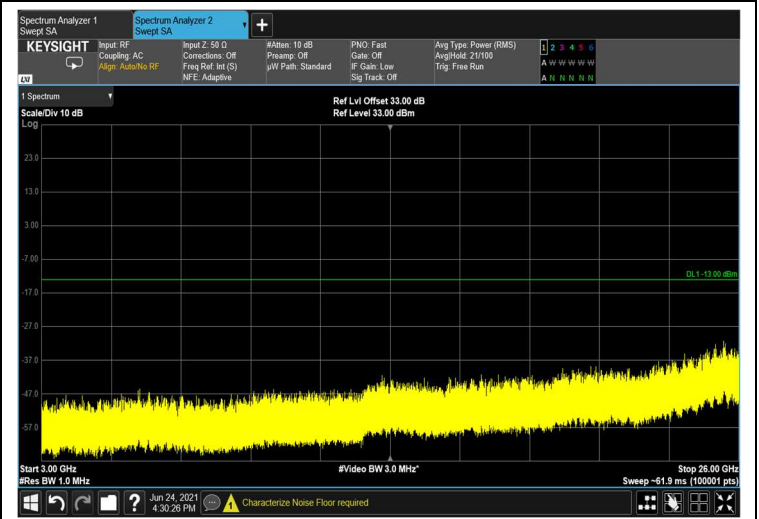 Spectrum Analyzer 1
Swept SA
Spectrum Analyzer 2
Swept SA
KEYSIGHT
LXI
Input: RF
Coupling: AC
Align: Auto/No RF
Input Z: 50 Ω
Corrections: Off
Freq Ref: Int (S)
NFE: Adaptive
#Atten: 10 dB
Preamp: Off
µW Path: Standard
PNO: Fast
Gate: Off
IF Gain: Low
Sig Track: Off
Avg Type: Power (RMS)
Avg|Hold: 21/100
Trig: Free Run
1 2 3 4 5 6
A W W W W W
A N N N N N
1 Spectrum
Scale/Div 10 dB
Log
Ref Lvl Offset 33.00 dB
Ref Level 33.00 dBm
23.0
13.0
3.00
-7.00
DL1 -13.00 dBm
-17.0
-27.0
-37.0
-47.0
-57.0
Start 3.00 GHz
#Res BW 1.0 MHz
#Video BW 3.0 MHz*
Stop 26.00 GHz
Sweep ~61.9 ms (100001 pts)
Jun 24, 2021
4:30:26 PM
1
Characterize Noise Floor required